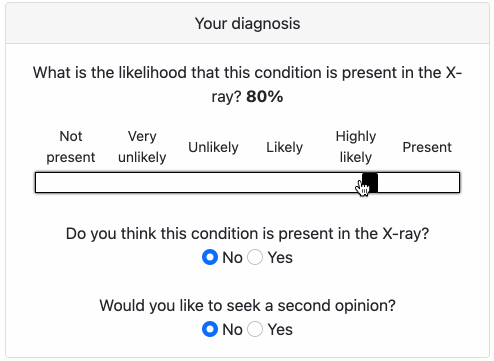 Your diagnosis
What is the likelihood that this condition is present in the X-
ray? 80%
Not present
Very unlikely
Unlikely
Likely
Highly likely
Present
Do you think this condition is present in the X-ray?
No Yes
Would you like to seek a second opinion?
No Yes